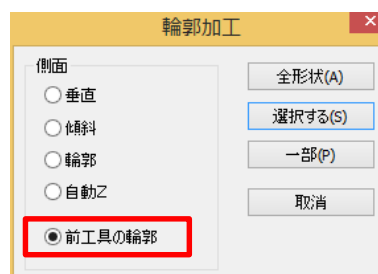 輪郭加工
側面
垂直
傾斜
輪郭
自動Z
前工具の輪郭
全形状(A)
選択する(S)
一部(P)
取消